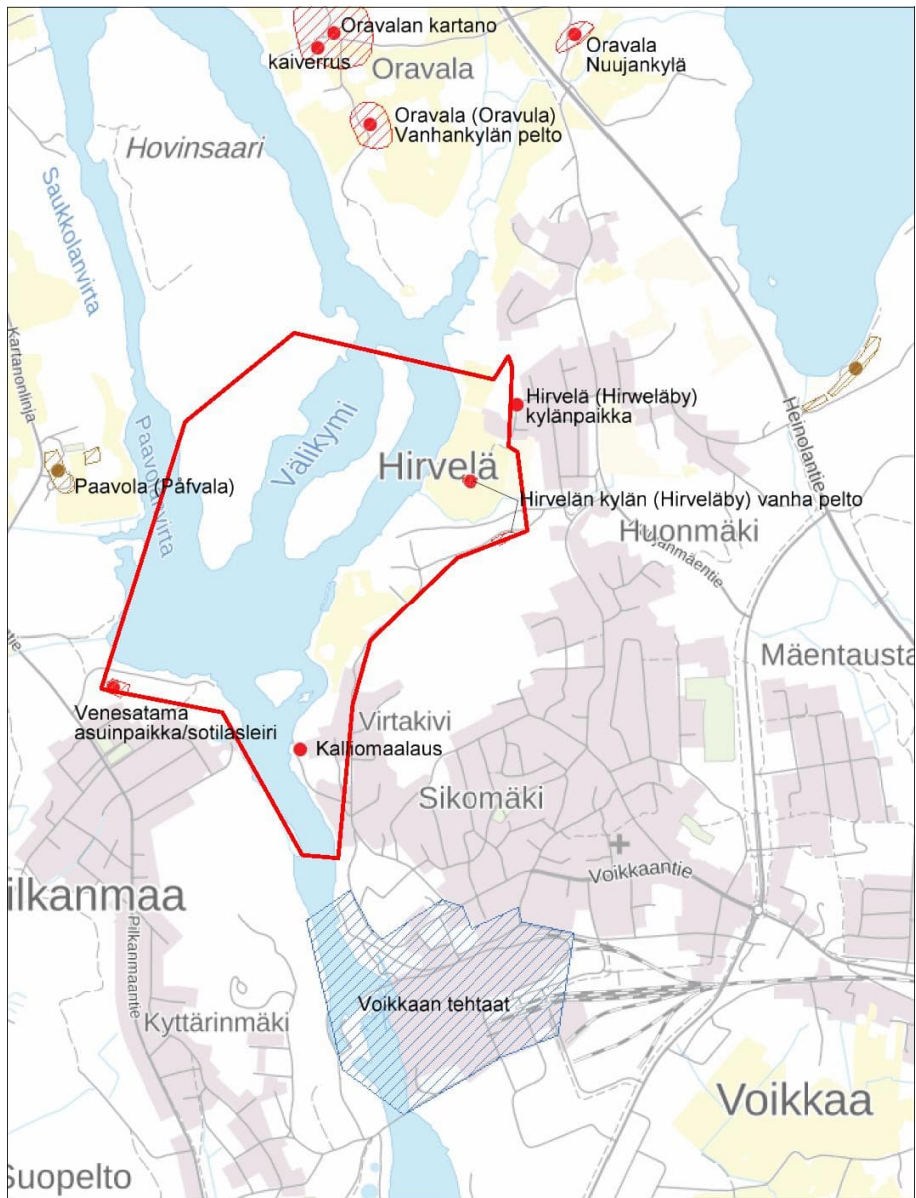 Oravalan kartano
kaiverrus
Oravala
Oravala
Nuujankylä
Oravala (Oravula)
Vanhankylän pelto
Hovinsaari
Saukkolanvirta
Kartanonlinja
Paavolanvirta
Välikymi
Hirvelä (Hirweläby)
kylänpaikka
Heinolantie
Hirvelä
Paavola (Påfvala)
Hirvelän kylän (Hirveläby) vanha pelto
Huonmäki
Mäentausta
Venesatama
asuinpaikka/sotilasleiri
Virtakivi
Kalliomaalaus
Sikomäki
Voikkaantie
ilkanmaa
Pilkanmaantie
Voikkaan tehtaat
Kyttärinmäki
Voikkaa
Suopelto